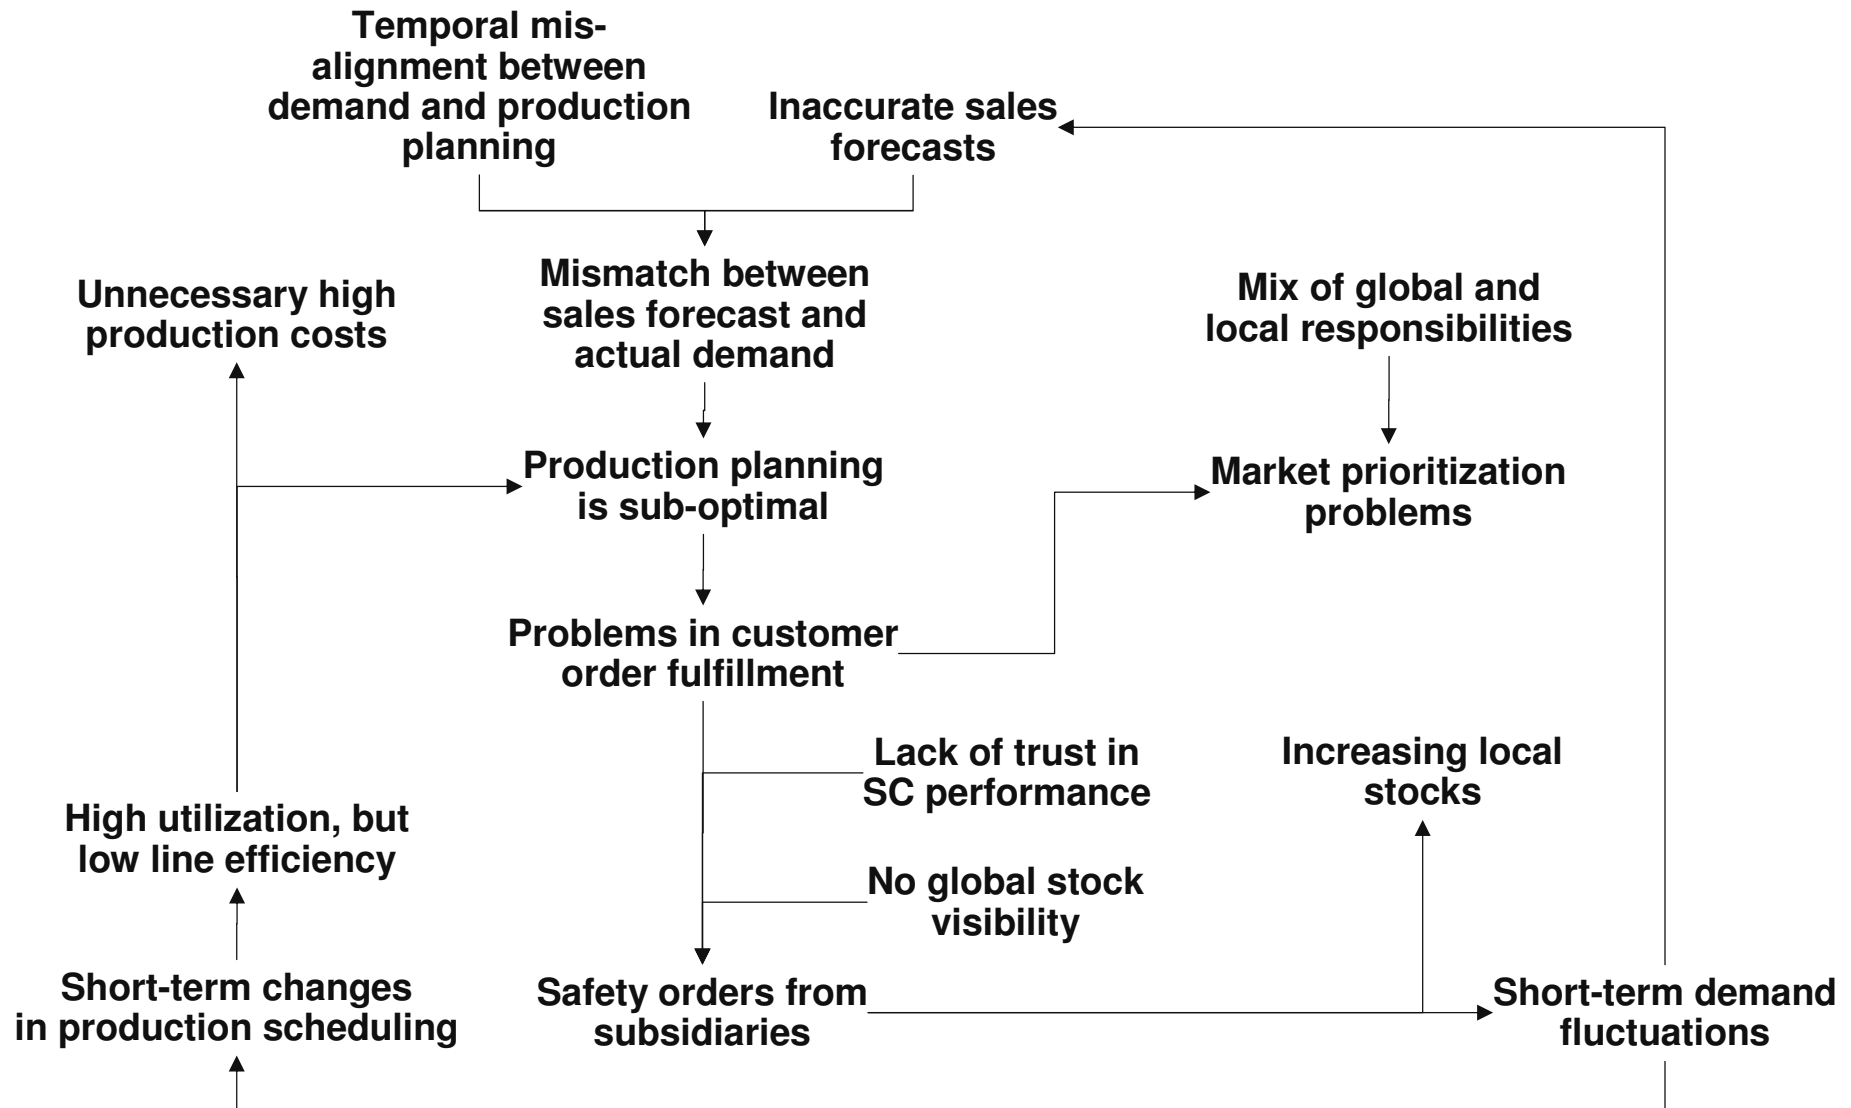 Temporal mis-
alignment between
demand and production
planning
Inaccurate sales
forecasts
Unnecessary high
production costs
Mismatch between
sales forecast and
actual demand
Mix of global and
local responsibilities
Production planning
is sub-optimal
Market prioritization
problems
Problems in customer
order fulfillment
Lack of trust in
SC performance
Increasing local
stocks
High utilization, but
low line efficiency
No global stock
visibility
Short-term changes
in production scheduling
Safety orders from
subsidiaries
Short-term demand
fluctuations